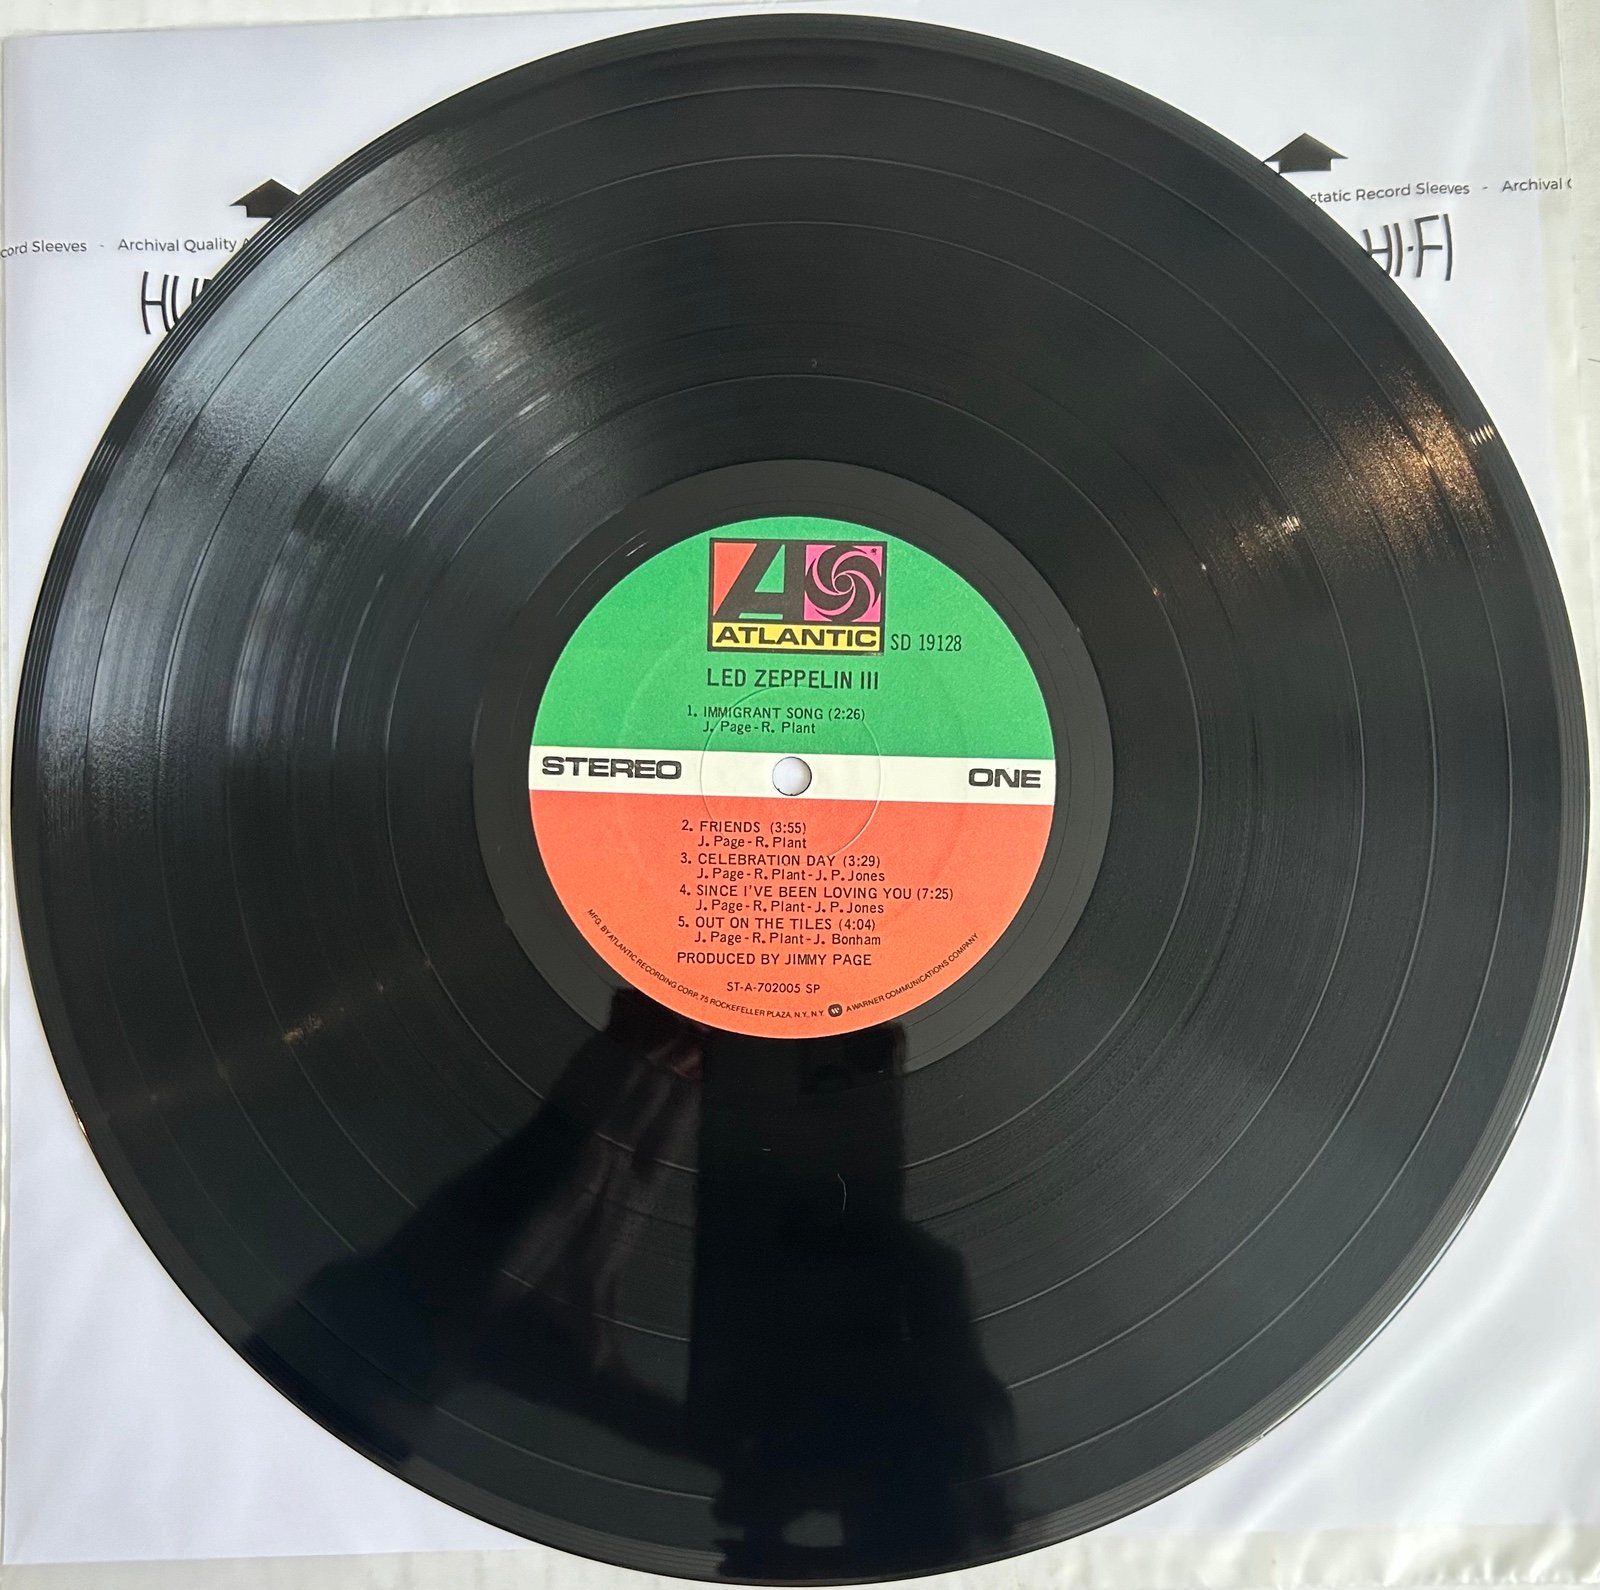 static Record Sleeves - Archival
cord Sleeves - Archival Quality
HI-FI
ATLANTIC
SD 19128
LED ZEPPELIN III
1. IMMIGRANT SONG (2:26)
J. Page-R. Plant
STEREO ONE
2. FRIENDS (3:55)
J. Page-R. Plant
3. CELEBRATION DAY (3:29)
J. Page-R. Plant-J. P. Jones
4. SINCE I'VE BEEN LOVING YOU (7:25)
J. Page-R. Plant-J. P. Jones
5. OUT ON THE TILES (4:04)
J. Page-R. Plant-J. Bonham
PRODUCED BY JIMMY PAGE
ST-A-702005 SP
MFG. BY ATLANTIC RECORDING CORP., 75 ROCKEFELLER PLAZA, N.Y., N.Y. W A WARNER COMMUNICATIONS COMPANY